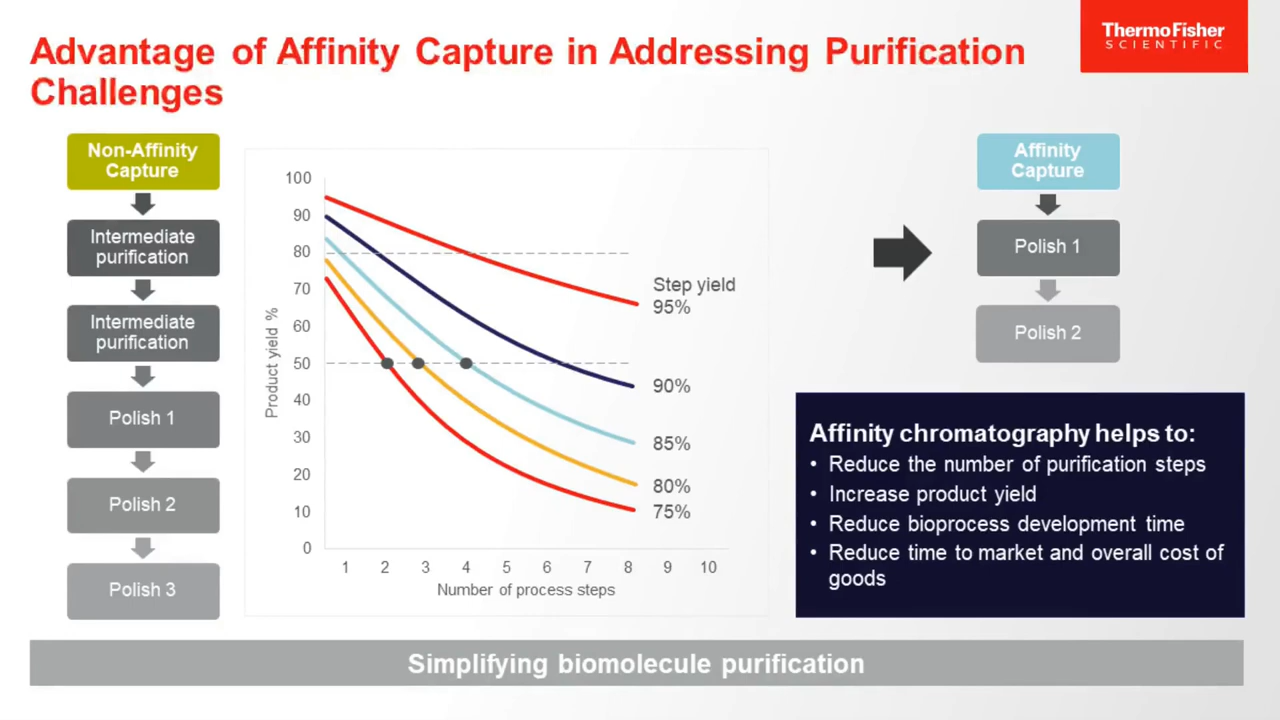 Advantage of Affinity Capture in Addressing Purification
Challenges
ThermoFisher
SCIENTIFIC
Non-Affinity
Capture
Intermediate
purification
Intermediate
purification
Polish 1
Polish 2
Polish 3
Product yield %
100
90
80
70
60
50
40
30
20
10
0
1 2 3 4 5 6 7 8 9 10
Number of process steps
Step yield
95%
90%
85%
80%
75%
Affinity
Capture
Polish 1
Polish 2
Affinity chromatography helps to:
• Reduce the number of purification steps
• Increase product yield
• Reduce bioprocess development time
• Reduce time to market and overall cost of
goods
Simplifying biomolecule purification